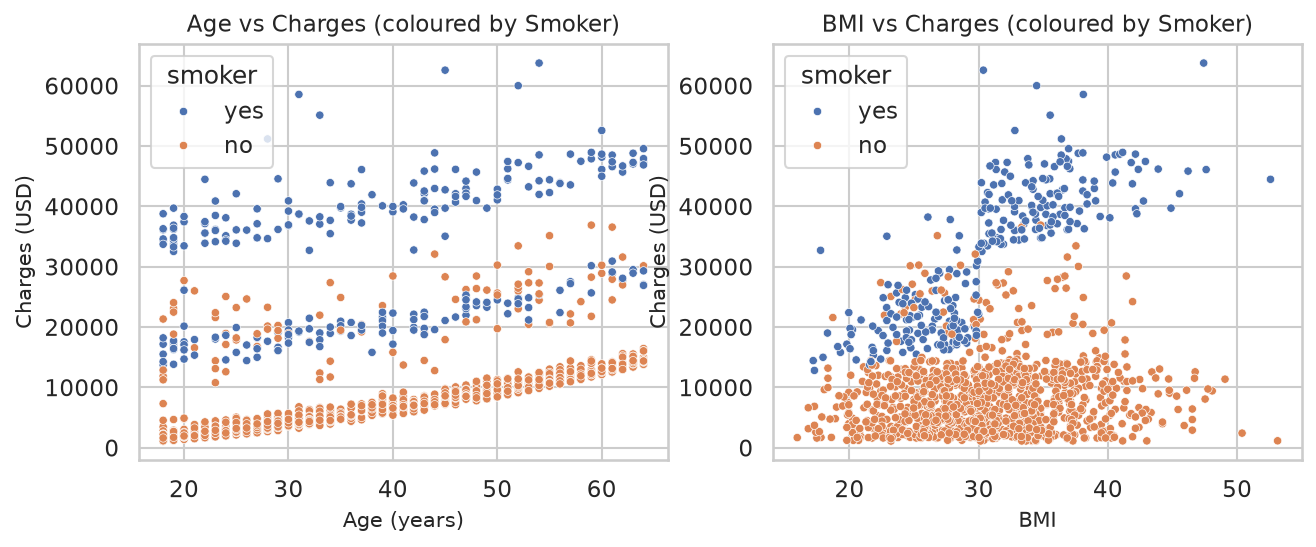 Age vs Charges (coloured by Smoker)
smoker
yes
no
60000
50000
40000
30000
20000
10000
0
Charges (USD)
20 30 40 50 60
Age (years)
BMI vs Charges (coloured by Smoker)
smoker
yes
no
60000
50000
40000
30000
20000
10000
0
Charges (USD)
20 30 40 50
BMI